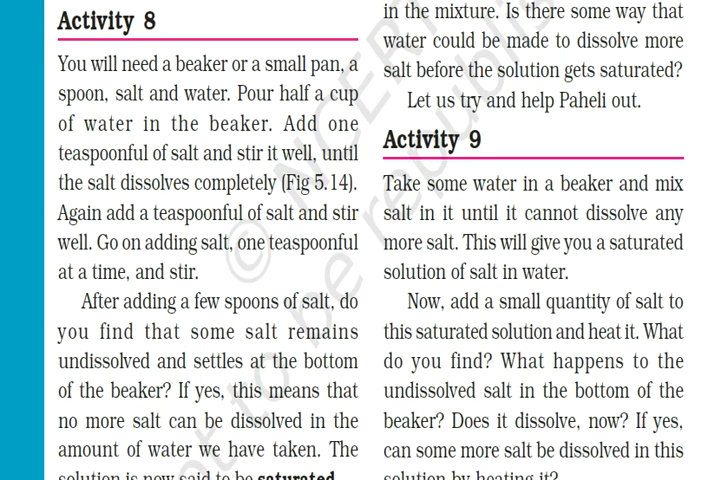 Activity 8
You will need a beaker or a small pan, a
spoon, salt and water. Pour half a cup
of water in the beaker. Add one
teaspoonful of salt and stir it well, until
the salt dissolves completely (Fig 5.14).
Again add a teaspoonful of salt and stir
well. Go on adding salt, one teaspoonful
at a time, and stir.
After adding a few spoons of salt, do
you find that some salt remains
undissolved and settles at the bottom
of the beaker? If yes, this means that
no more salt can be dissolved in the
amount of water we have taken. The
solution is now said to be saturated.
in the mixture. Is there some way that
water could be made to dissolve more
salt before the solution gets saturated?
Let us try and help Paheli out.
Activity 9
Take some water in a beaker and mix
salt in it until it cannot dissolve any
more salt. This will give you a saturated
solution of salt in water.
Now, add a small quantity of salt to
this saturated solution and heat it. What
do you find? What happens to the
undissolved salt in the bottom of the
beaker? Does it dissolve, now? If yes,
can some more salt be dissolved in this
solution by heating it?
© NCERT
not to be republis